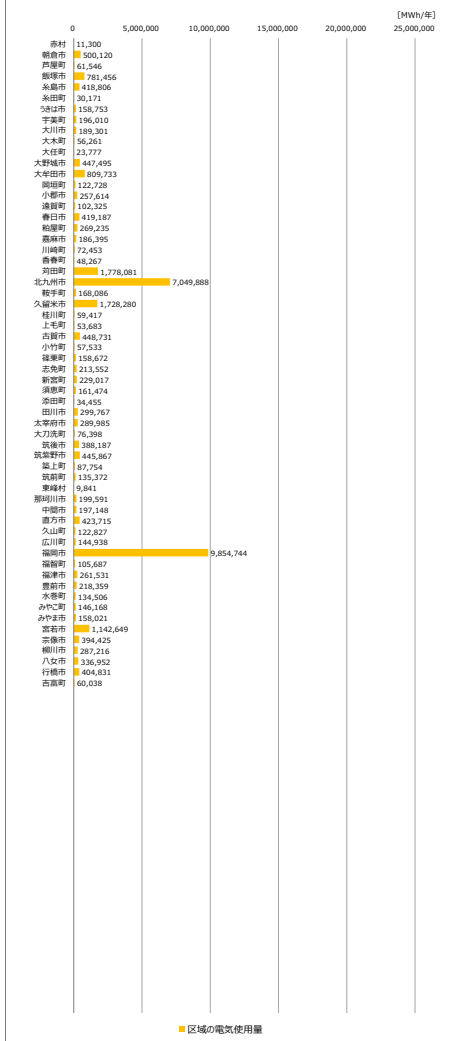 [MWh/年]
0 5,000,000 10,000,000 15,000,000 20,000,000 25,000,000
赤村 11,300
朝倉市 500,120
芦屋町 61,546
飯塚市 781,456
糸島市 418,806
糸田町 30,171
うきは市 158,753
宇美町 196,010
大川市 189,301
大木町 56,261
大任町 23,777
大野城市 447,495
大牟田市 809,733
岡垣町 122,728
小郡市 257,614
遠賀町 102,325
春日市 419,187
粕屋町 269,235
嘉麻市 186,395
川崎町 72,453
香春町 48,267
苅田町 1,778,081
北九州市 7,049,888
鞍手町 168,086
久留米市 1,728,280
桂川町 59,417
上毛町 53,683
古賀市 448,731
小竹町 57,533
篠栗町 158,672
志免町 213,552
新宮町 229,017
須恵町 161,474
添田町 34,455
田川市 299,767
太宰府市 289,985
大刀洗町 76,398
筑後市 388,187
筑紫野市 445,867
築上町 87,754
筑前町 135,372
東峰村 9,841
那珂川市 199,591
中間市 197,148
直方市 423,715
久山町 122,827
広川町 144,938
福岡市 9,854,744
福智町 105,687
福津市 261,531
豊前市 218,359
水巻町 134,506
みやこ町 146,168
みやま市 158,021
宮若市 1,142,649
宗像市 394,425
柳川市 287,216
八女市 336,952
行橋市 404,831
吉富町 60,038
区域の電気使用量